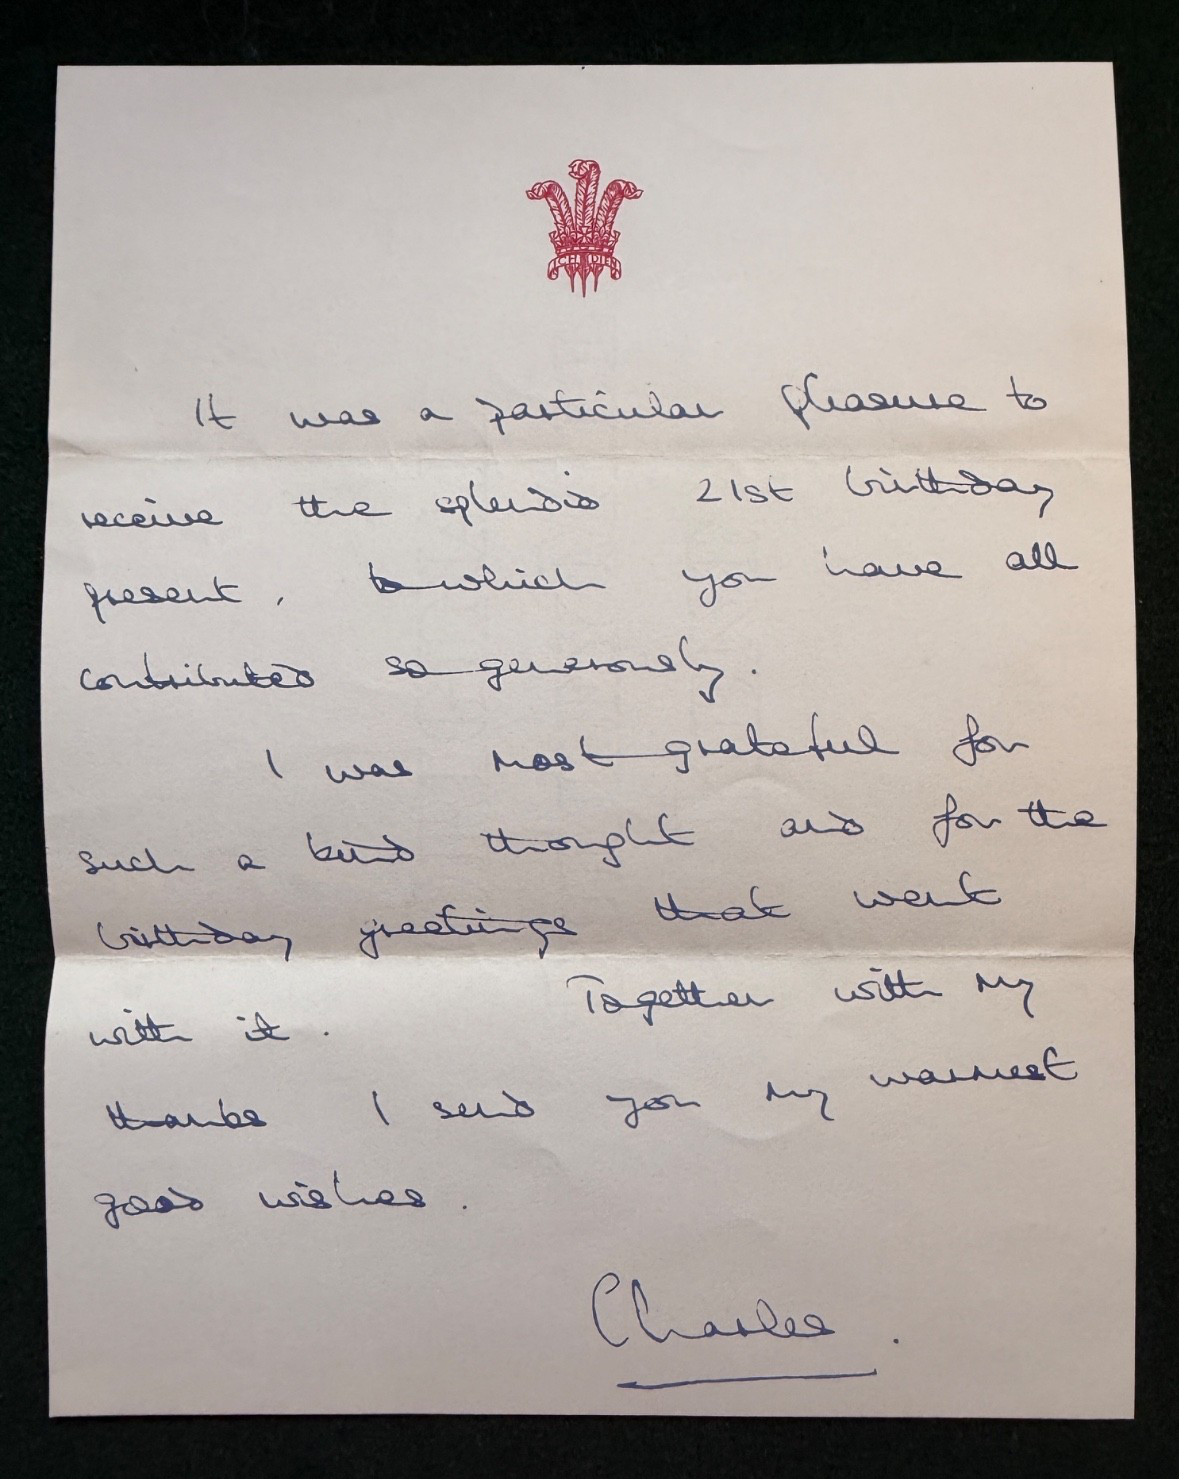 ICH DIEN
It was a particular pleasure to
receive the splendid 21st birthday
present, to which you have all
contributed so generously.
I was most grateful for
such a kind thought and for the
birthday greetings that went
with it. Together with my
thanks I send you my warmest
good wishes.
Charles.